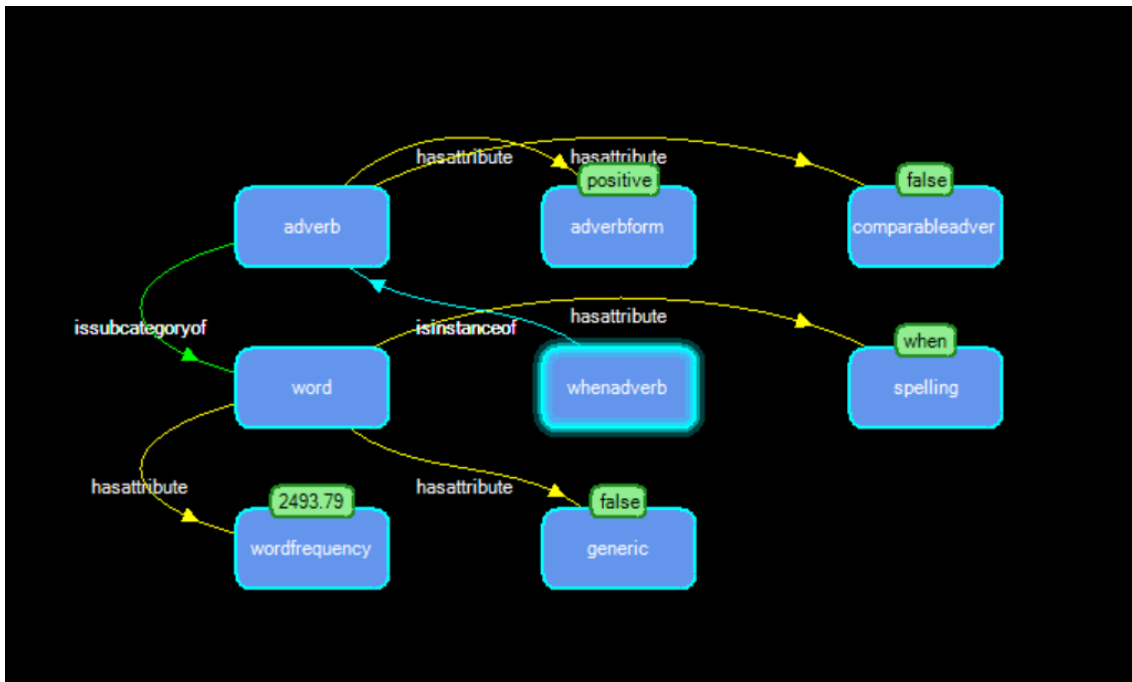 hasattribute hasattribute
positive false
adverb adverbform comparableadver
issubcategoryof isinstanceof hasattribute
when
word whenadverb spelling
hasattribute hasattribute
2493.79 false
wordfrequency generic